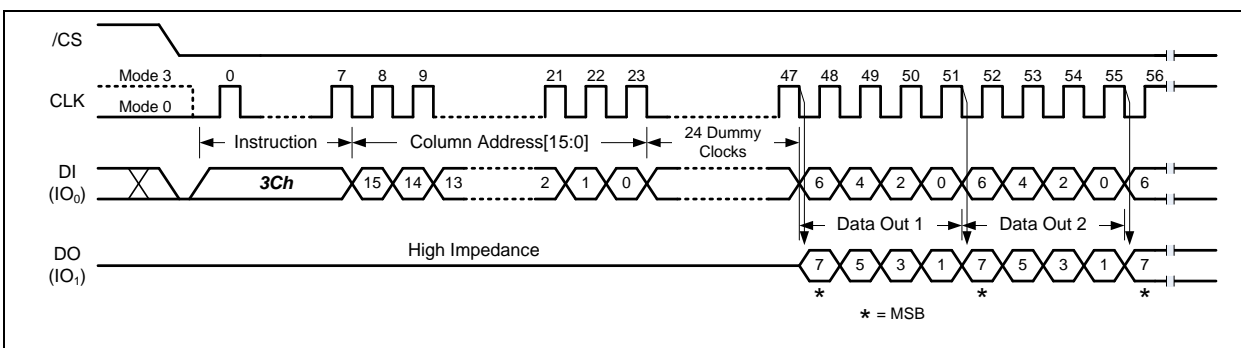 /CS
Mode 3 0 7 8 9 21 22 23 47 48 49 50 51 52 53 54 55 56
CLK
Mode 0
Instruction Column Address[15:0] 24 Dummy Clocks
DI (IO0) 3Ch 15 14 13 2 1 0 6 4 2 0 6 4 2 0 6
Data Out 1 Data Out 2
High Impedance
DO (IO1) 7 5 3 1 7 5 3 1 7
* * *
* = MSB